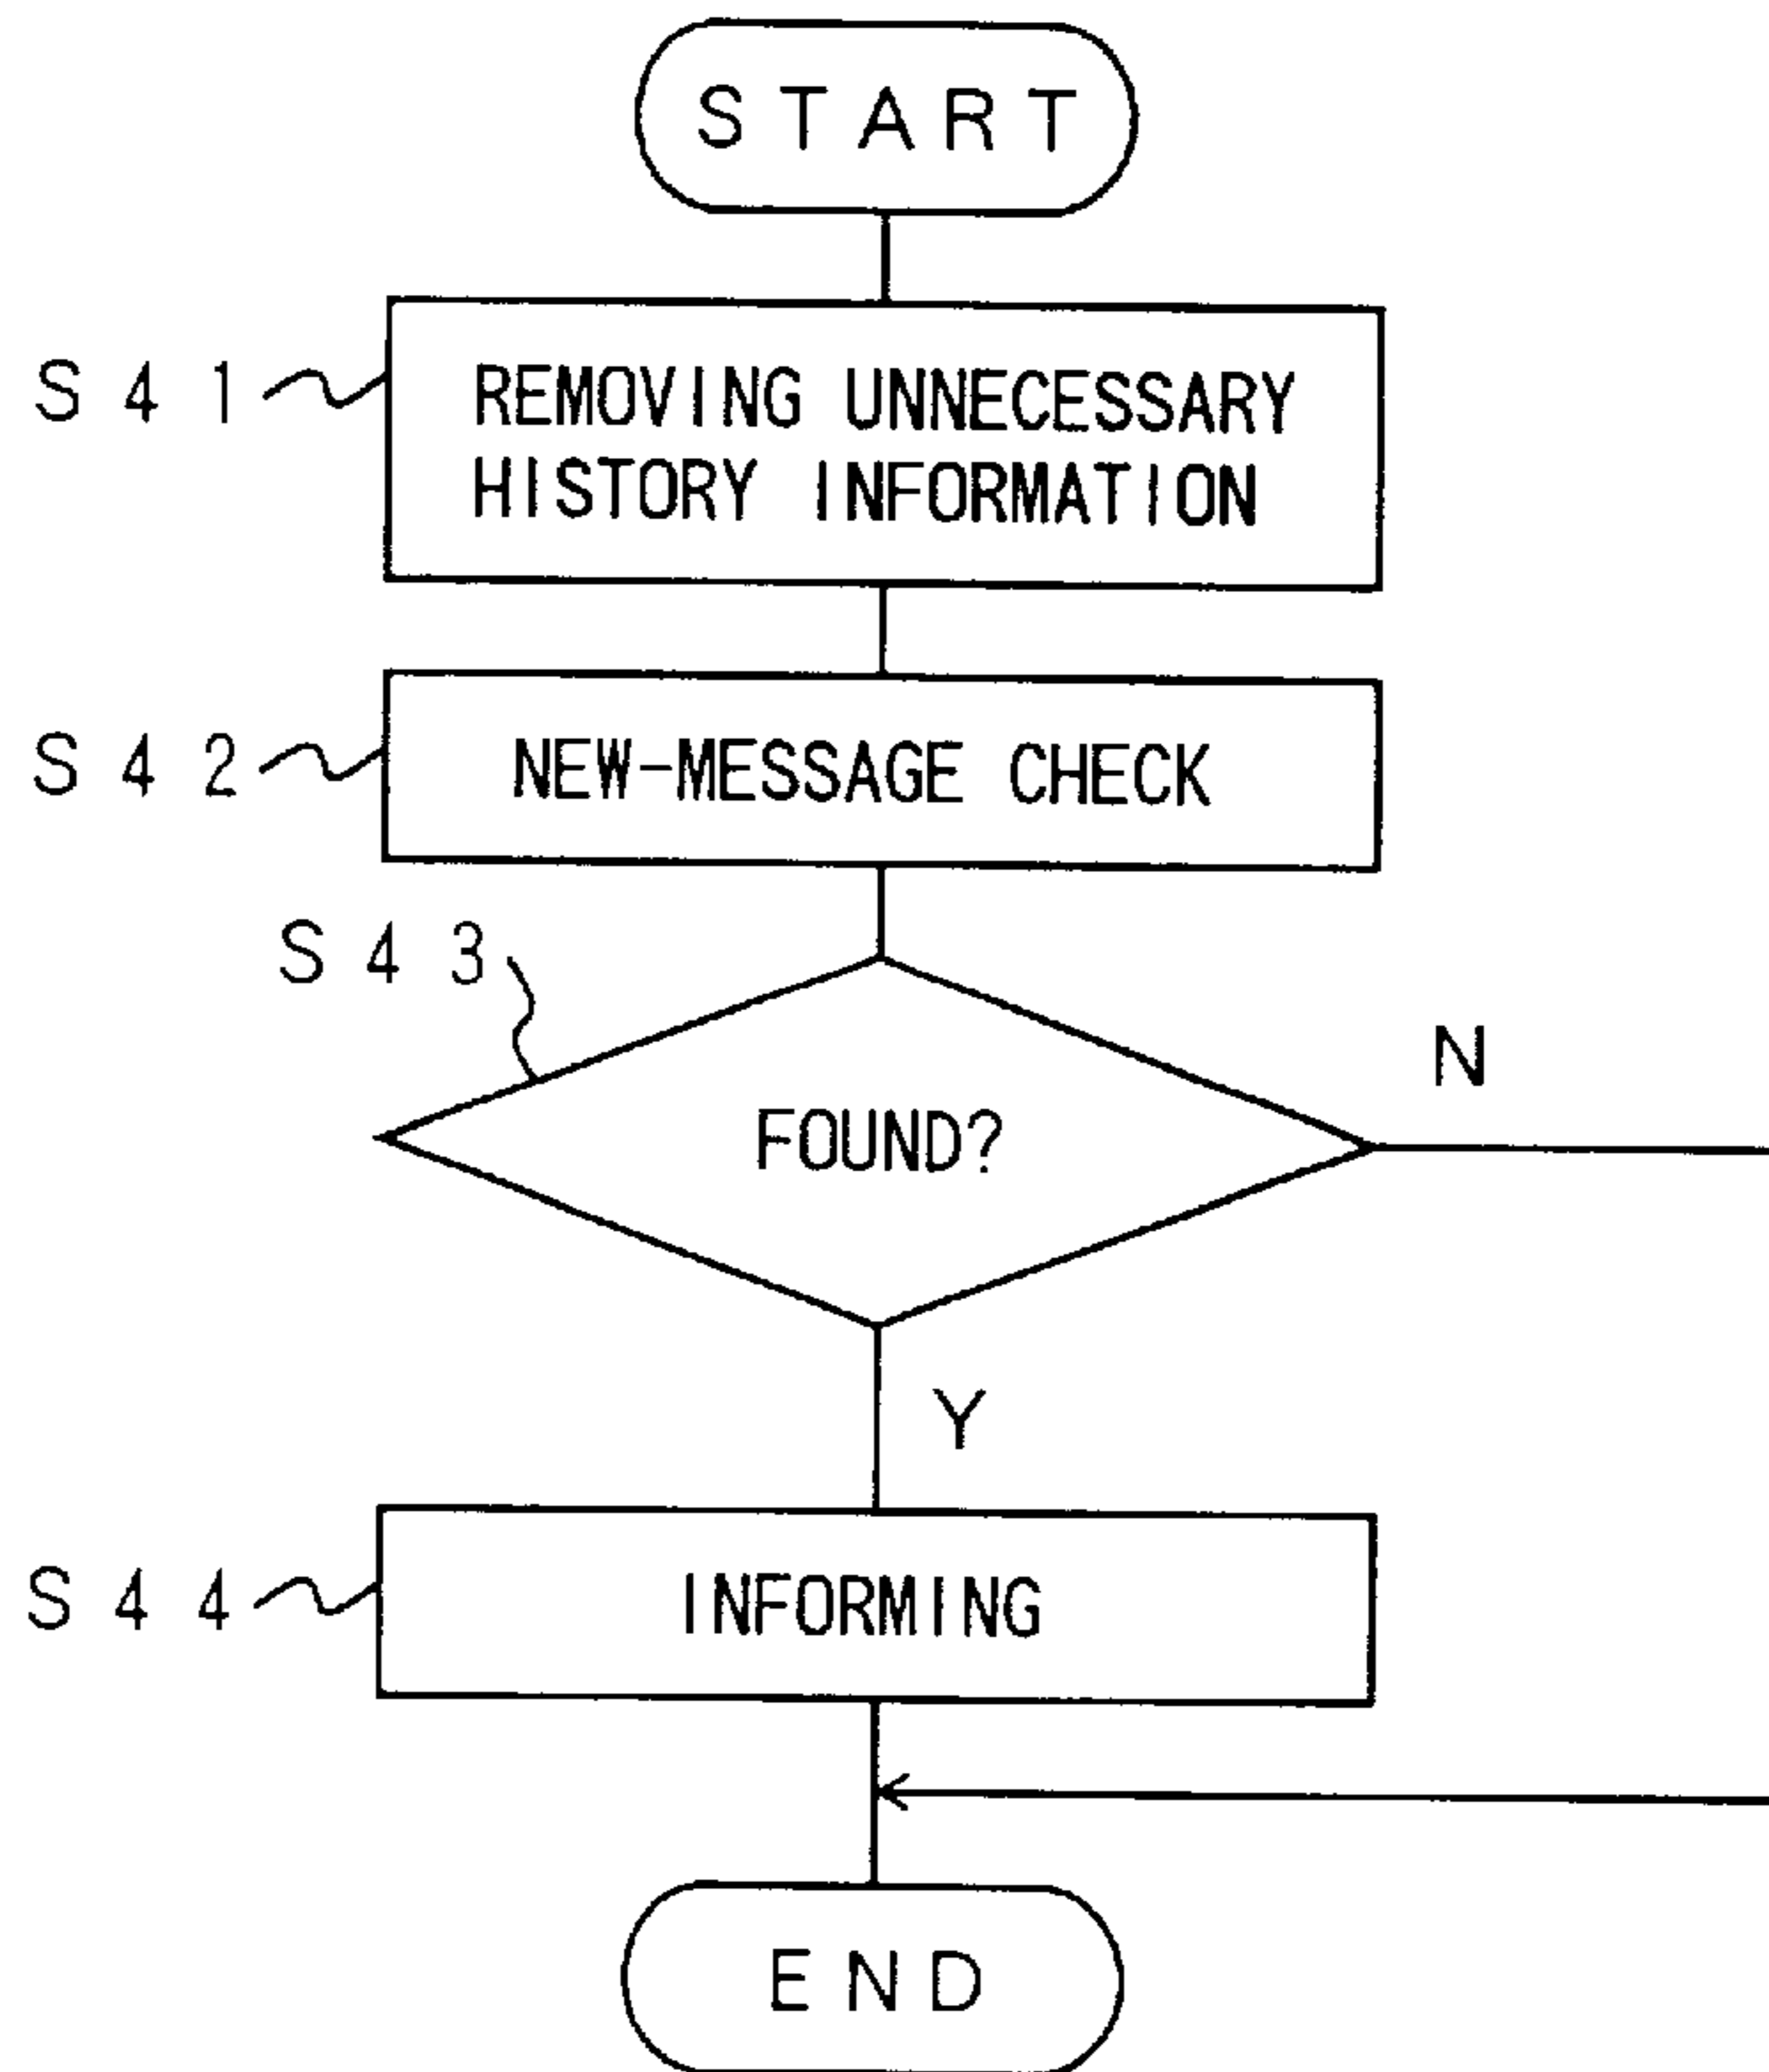 START
S41
REMOVING UNNECESSARY
HISTORY INFORMATION
S42
NEW-MESSAGE CHECK
S43
FOUND?
N
Y
S44
INFORMING
END